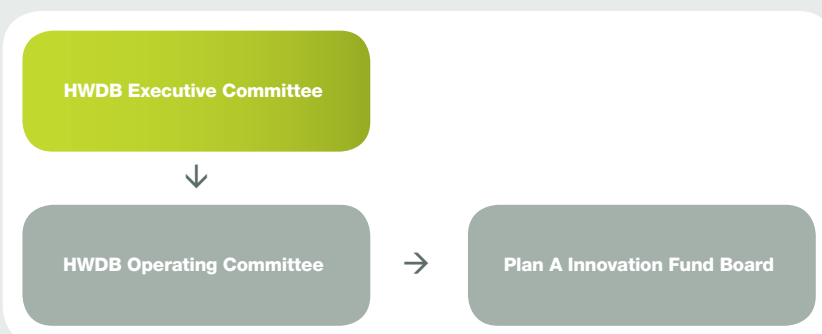 HWDB Executive Committee
HWDB Operating Committee
Plan A Innovation Fund Board